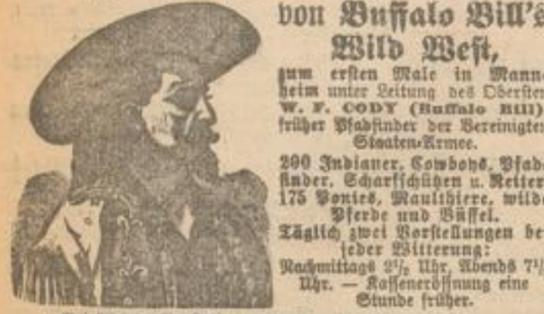 von Buffalo Bill's
Wild West,
zum ersten Male in Mann-
heim unter Leitung des Obersten
W. F. CODY (Buffalo Bill)
früher Pfadfinder der Vereinigten
Staaten-Armee.
200 Indianer, Cowboys, Pfad-
finder, Scharfschützen u. Reiter
175 Ponies, Maulthiere, wilde
Pferde und Büffel.
Täglich zwei Vorstellungen bei
jeder Witterung:
Nachmittags 2½ Uhr, Abends 7½
Uhr. — Kasseneröffnung eine
Stunde früher.